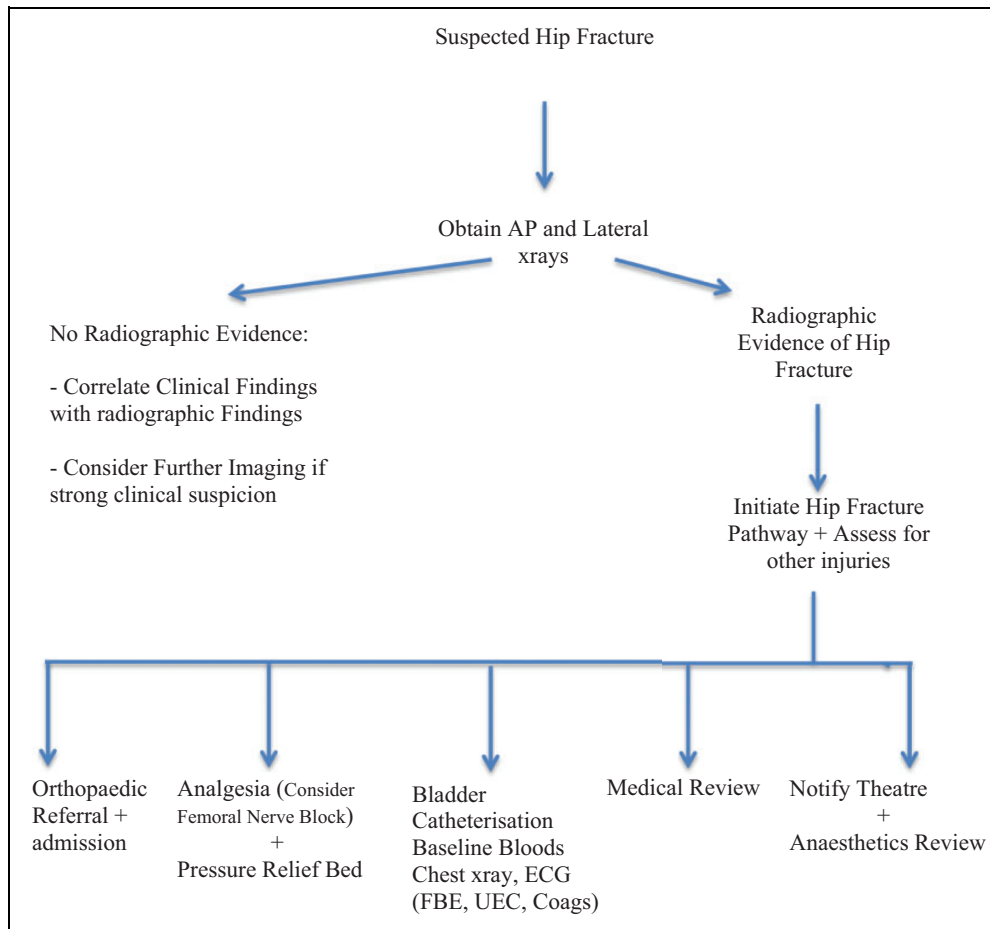 Suspected Hip Fracture
Obtain AP and Lateral
xrays
No Radiographic Evidence:
- Correlate Clinical Findings
with radiographic Findings
- Consider Further Imaging if
strong clinical suspicion
Radiographic
Evidence of Hip
Fracture
Initiate Hip Fracture
Pathway + Assess for
other injuries
Orthopaedic
Referral +
admission
Analgesia (Consider
Femoral Nerve Block)
+
Pressure Relief Bed
Bladder
Catheterisation
Baseline Bloods
Chest xray, ECG
(FBE, UEC, Coags)
Medical Review
Notify Theatre
+
Anaesthetics Review